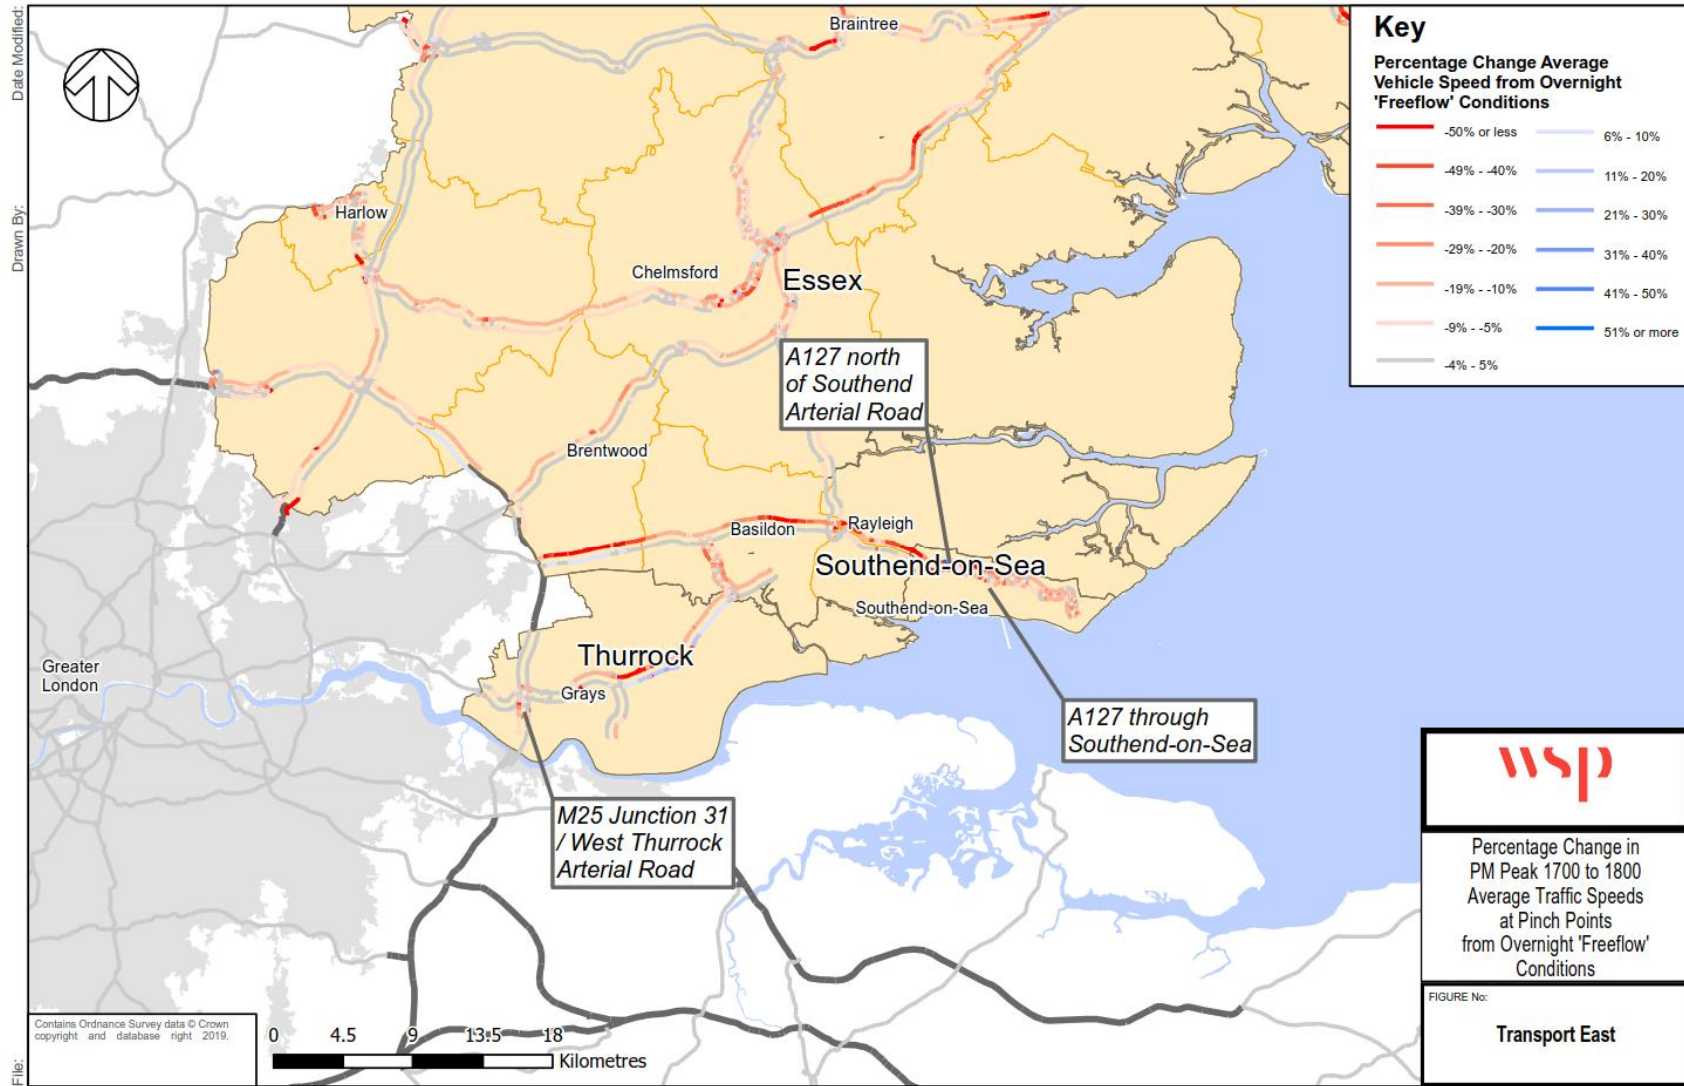 Date Modified:
Drawn By:
File:
Braintree
Harlow
Chelmsford
Essex
A127 north
of Southend
Arterial Road
Brentwood
Basildon
Rayleigh
Southend-on-Sea
Southend-on-Sea
Thurrock
Grays
Greater
London
A127 through
Southend-on-Sea
M25 Junction 31
/ West Thurrock
Arterial Road
Key
Percentage Change Average
Vehicle Speed from Overnight
'Freeflow' Conditions
-50% or less
-49% - -40%
-39% - -30%
-29% - -20%
-19% - -10%
-9% - -5%
-4% - 5%
6% - 10%
11% - 20%
21% - 30%
31% - 40%
41% - 50%
51% or more
wsp
Percentage Change in
PM Peak 1700 to 1800
Average Traffic Speeds
at Pinch Points
from Overnight 'Freeflow'
Conditions
FIGURE No:
Transport East
Contains Ordnance Survey data © Crown
copyright and database right 2019.
0 4.5 9 13.5 18
Kilometres